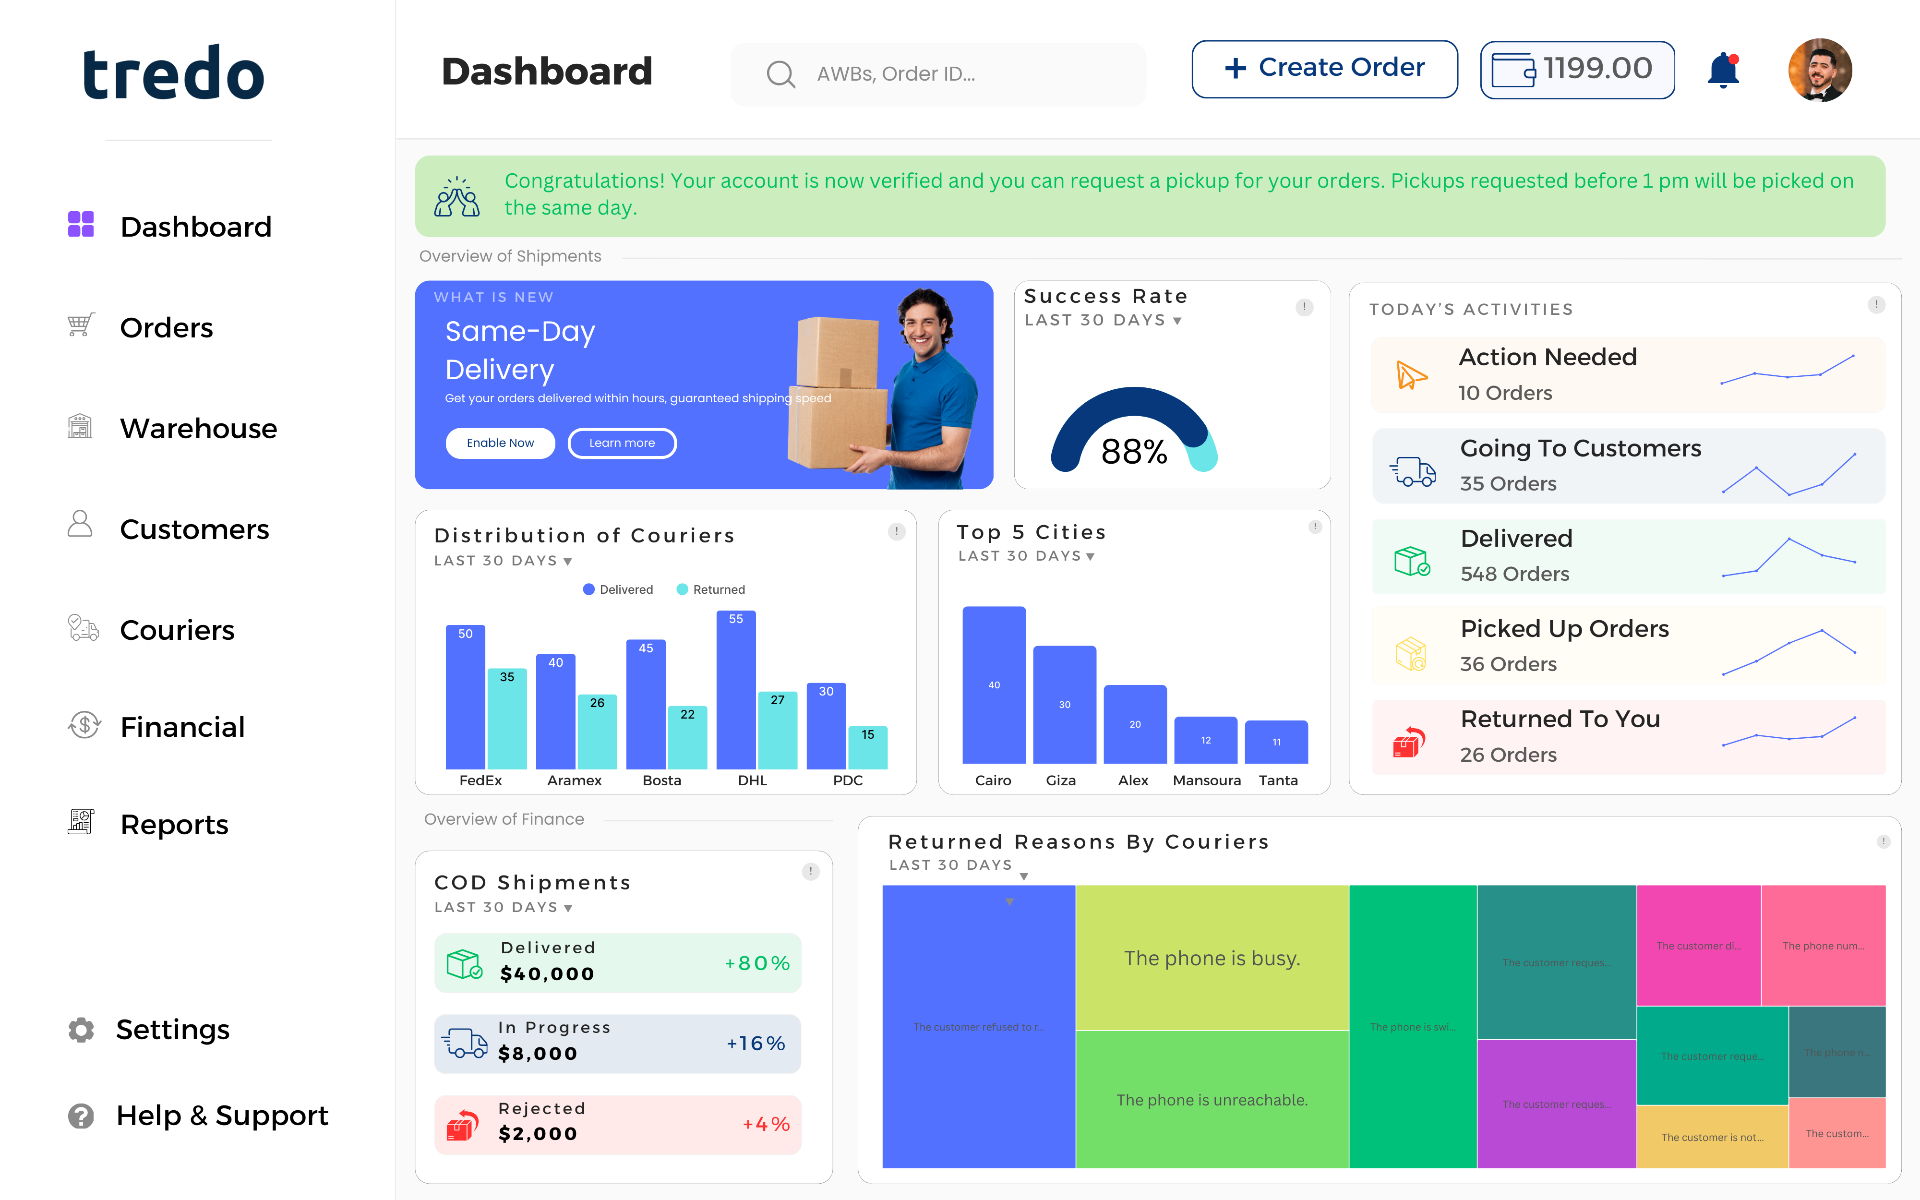 tredo
Dashboard
Orders
Warehouse
Customers
Couriers
Financial
Reports
Settings
Help & Support
Dashboard
AWBs, Order ID...
+ Create Order
1199.00
Congratulations! Your account is now verified and you can request a pickup for your orders. Pickups requested before 1 pm will be picked on
the same day.
Overview of Shipments
WHAT IS NEW
Same-Day
Delivery
Get your orders delivered within hours, guaranteed shipping speed
Enable Now
Learn more
Success Rate
LAST 30 DAYS ▼
88%
TODAY'S ACTIVITIES
Action Needed
10 Orders
Going To Customers
35 Orders
Delivered
548 Orders
Picked Up Orders
36 Orders
Returned To You
26 Orders
Distribution of Couriers
LAST 30 DAYS ▼
Delivered Returned
50 35 40 26 45 22 55 27 30 15
FedEx Aramex Bosta DHL PDC
Top 5 Cities
LAST 30 DAYS ▼
40 30 20 12 11
Cairo Giza Alex Mansoura Tanta
Overview of Finance
COD Shipments
LAST 30 DAYS ▼
Delivered
$40,000
+80%
In Progress
$8,000
+16%
Rejected
$2,000
+4%
Returned Reasons By Couriers
LAST 30 DAYS ▼
The customer refused to r...
The phone is busy.
The phone is unreachable.
The phone is swi...
The customer reques...
The customer reques...
The customer di...
The phone num...
The customer reque...
The phone n...
The customer is not...
The custom...